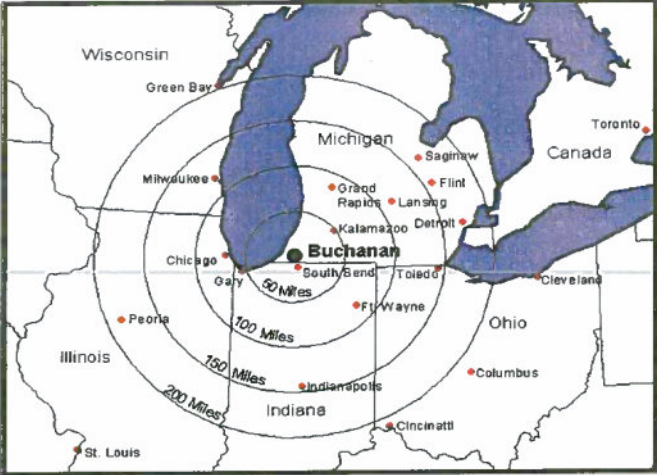 Wisconsin
Green Bay
Michigan
Toronto
Canada
Saginaw
Milwaukee
Grand
Rapids
Flint
Lansing
Detroit
Kalamazoo
Buchanan
Chicago
Gary
South Bend
Toledo
Cleveland
50 Miles
Ft. Wayne
Peoria
100 Miles
Ohio
Illinois
150 Miles
Columbus
Indianapolis
200 Miles
Indiana
Cincinatti
St. Louis